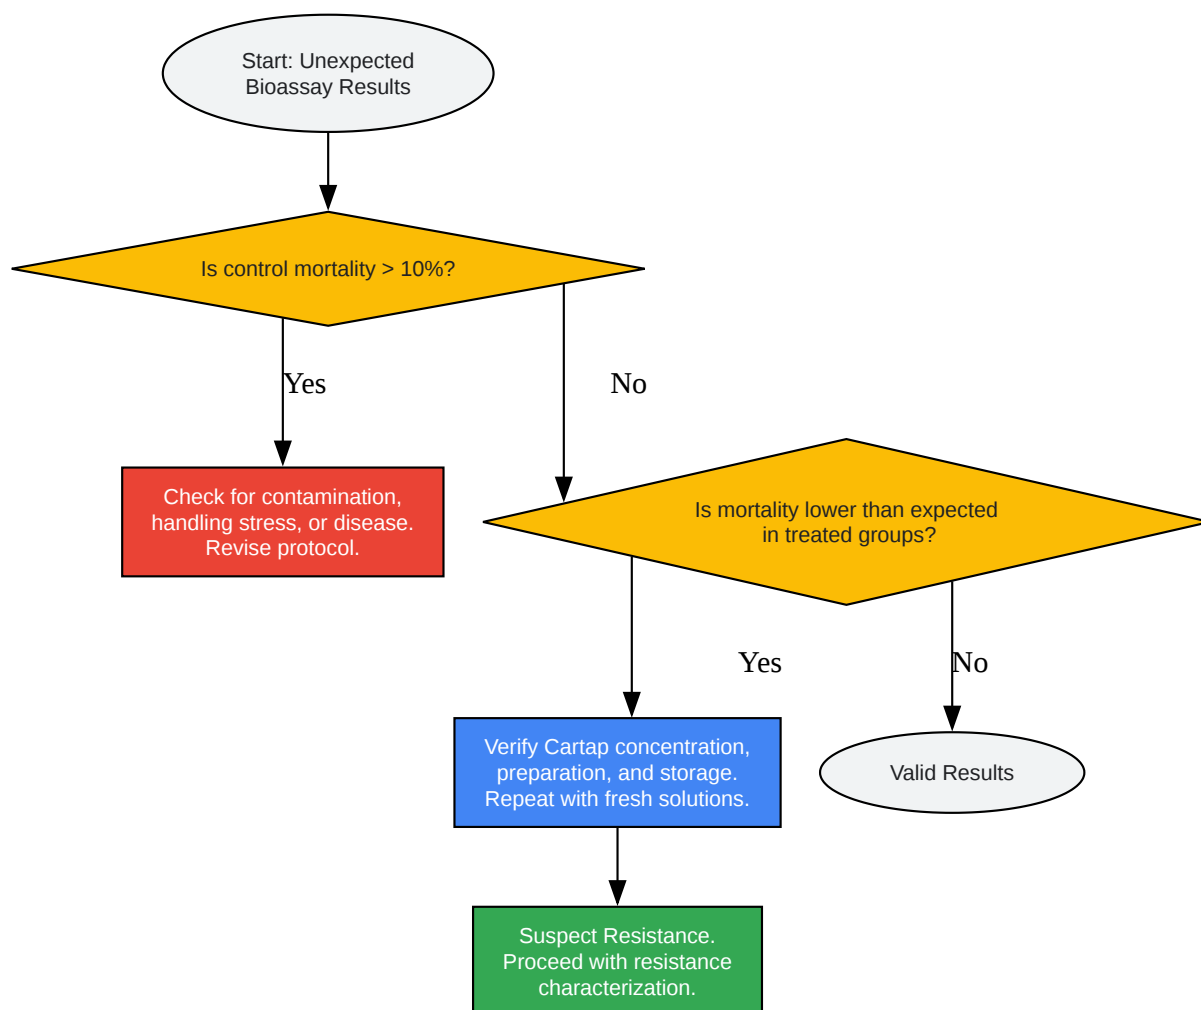 Start: Unexpected
Bioassay Results
Is control mortality > 10%?
Yes
No
Check for contamination,
handling stress, or disease.
Revise protocol.
Is mortality lower than expected
in treated groups?
Yes
No
Verify Cartap concentration,
preparation, and storage.
Repeat with fresh solutions.
Valid Results
Suspect Resistance.
Proceed with resistance
characterization.